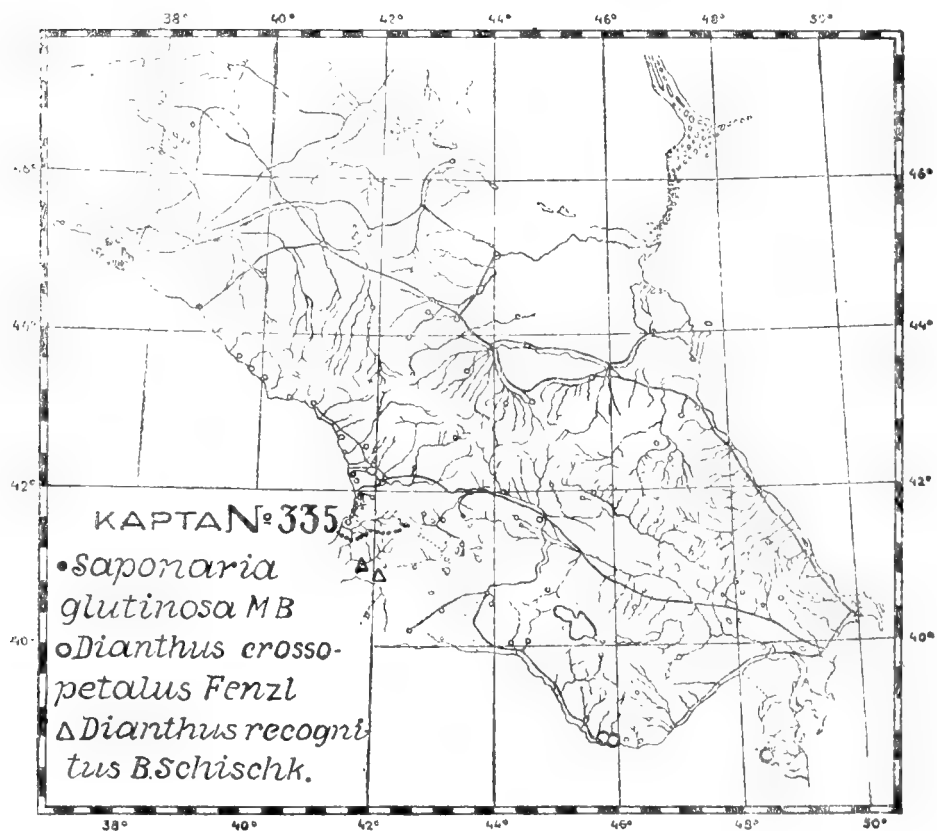 38° 40° 42° 44° 46° 48° 50°
46° 46°
44° 44°
42° 42°
КАРТА № 335
•Saponaria
glutinosa MB
○Dianthus crosso-
petalus Fenzl
△Dianthus recogni
tus B.Schischk.
40° 40°
38° 40° 42° 44° 46° 48° 50°